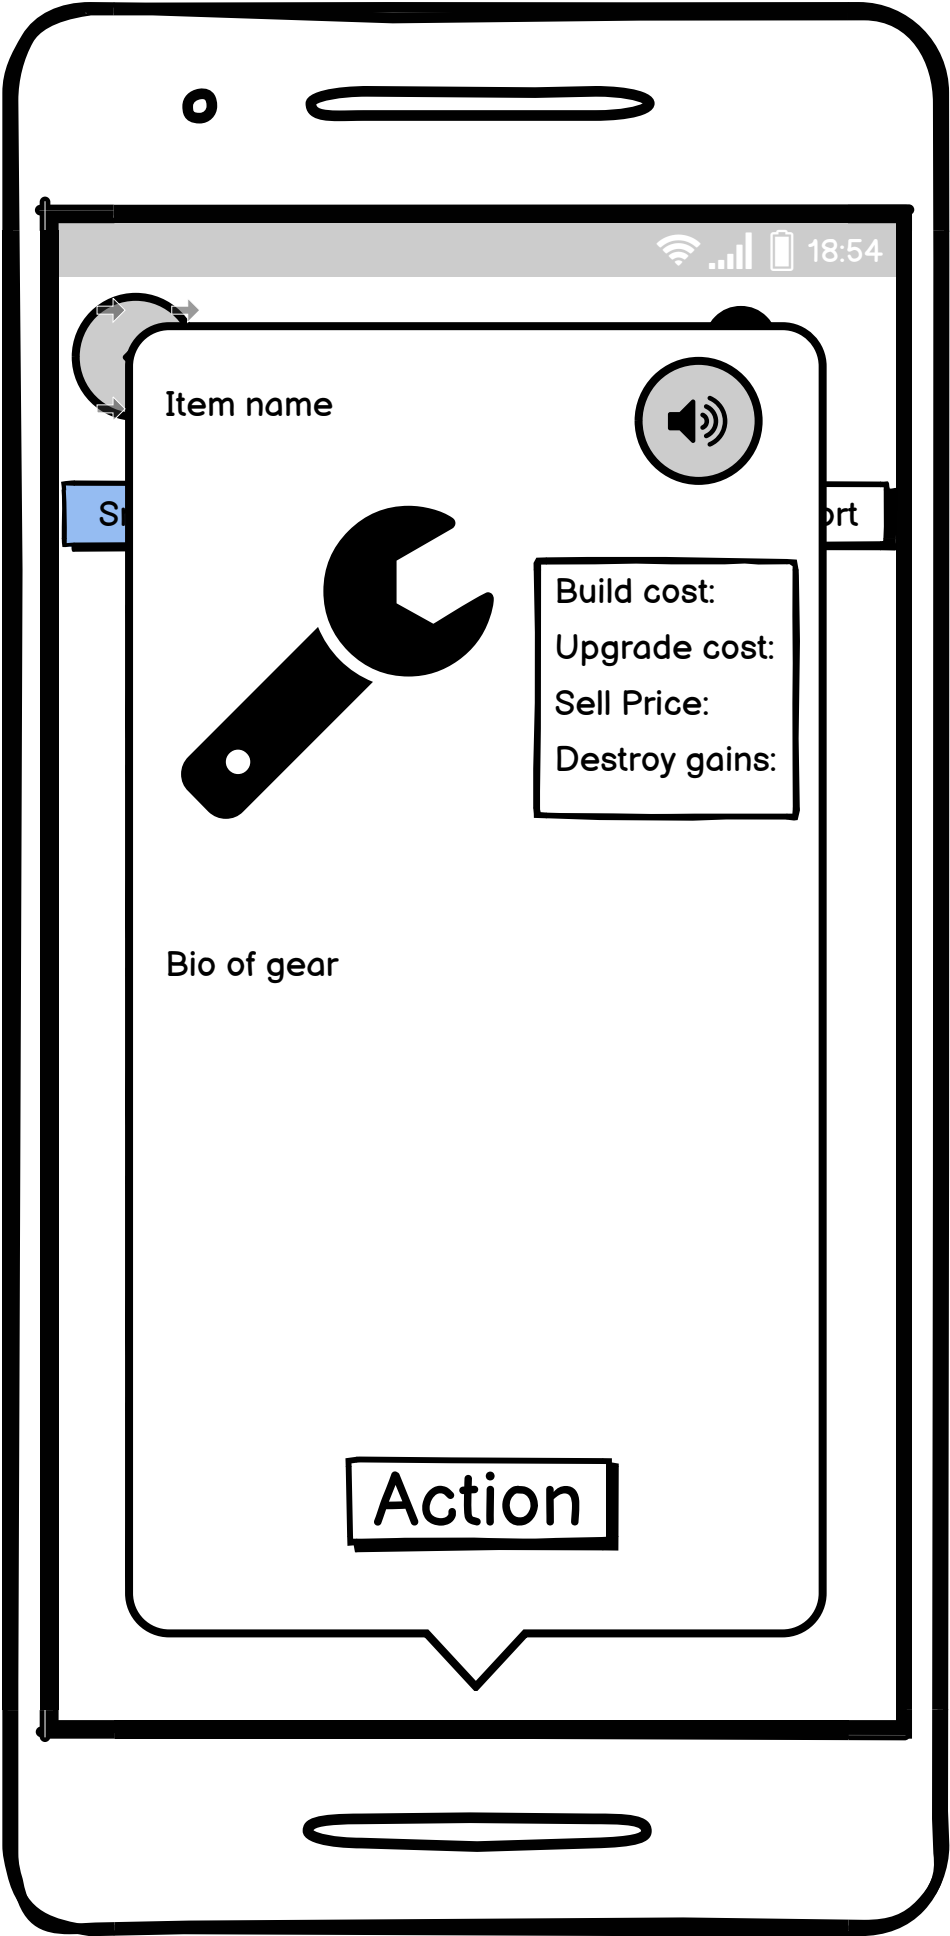 18:54
Item name
Build cost:
Upgrade cost:
Sell Price:
Destroy gains:
Bio of gear
Action